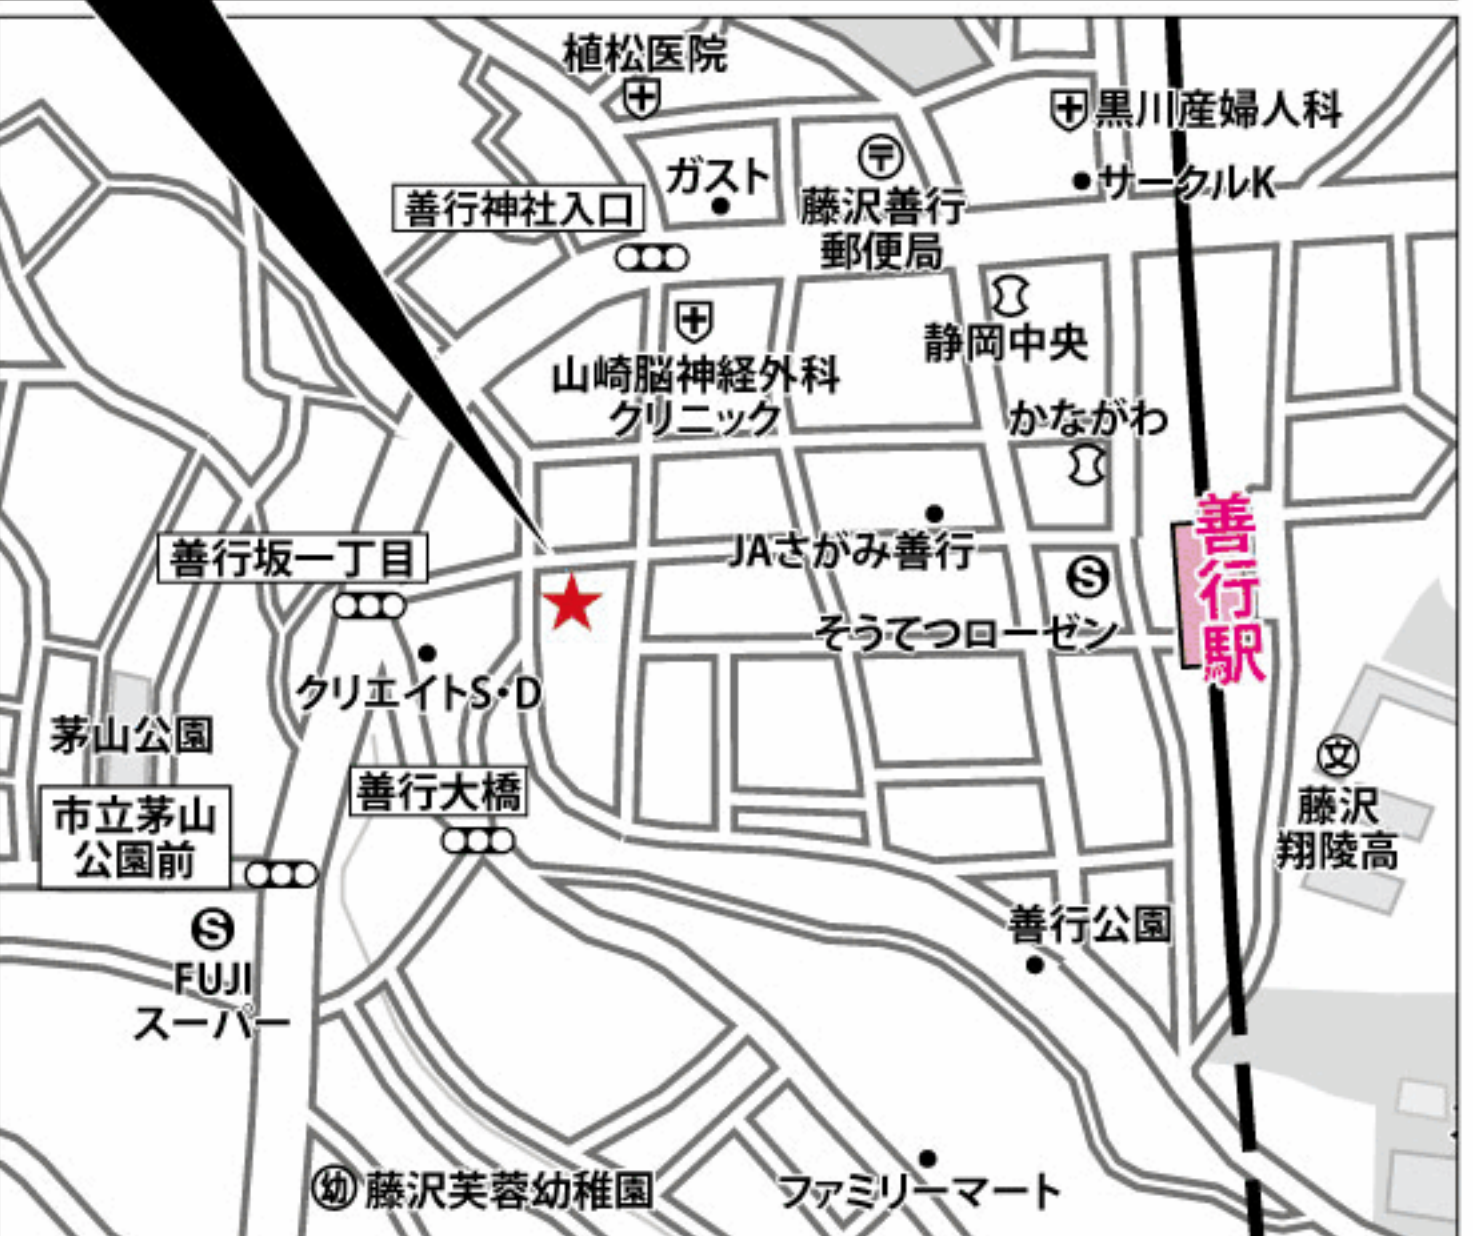 植松医院
黒川産婦人科
ガスト
〒
サークルK
善行神社入口
藤沢善行
郵便局
静岡中央
山崎脳神経外科
クリニック
かながわ
善行駅
善行坂一丁目
JAさがみ善行
S
そうてつローゼン
クリエイトS・D
茅山公園
文
善行大橋
市立茅山
公園前
藤沢
翔陵高
S
FUJI
スーパー
善行公園
幼
藤沢芙蓉幼稚園
ファミリーマート